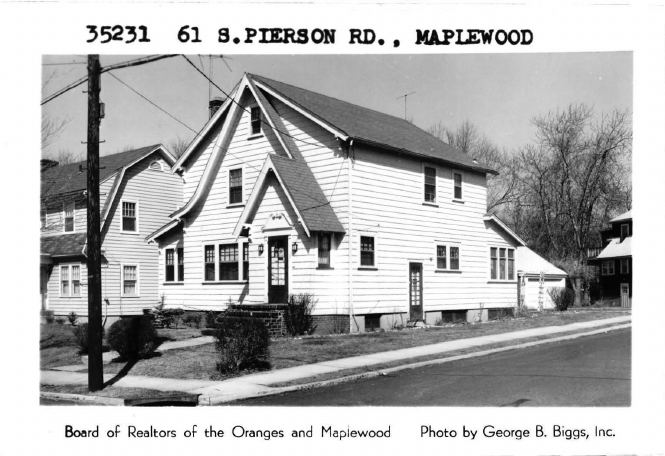 35231 61 S.PIERSON RD., MAPLEWOOD
Board of Realtors of the Oranges and Maplewood Photo by George B. Biggs, Inc.